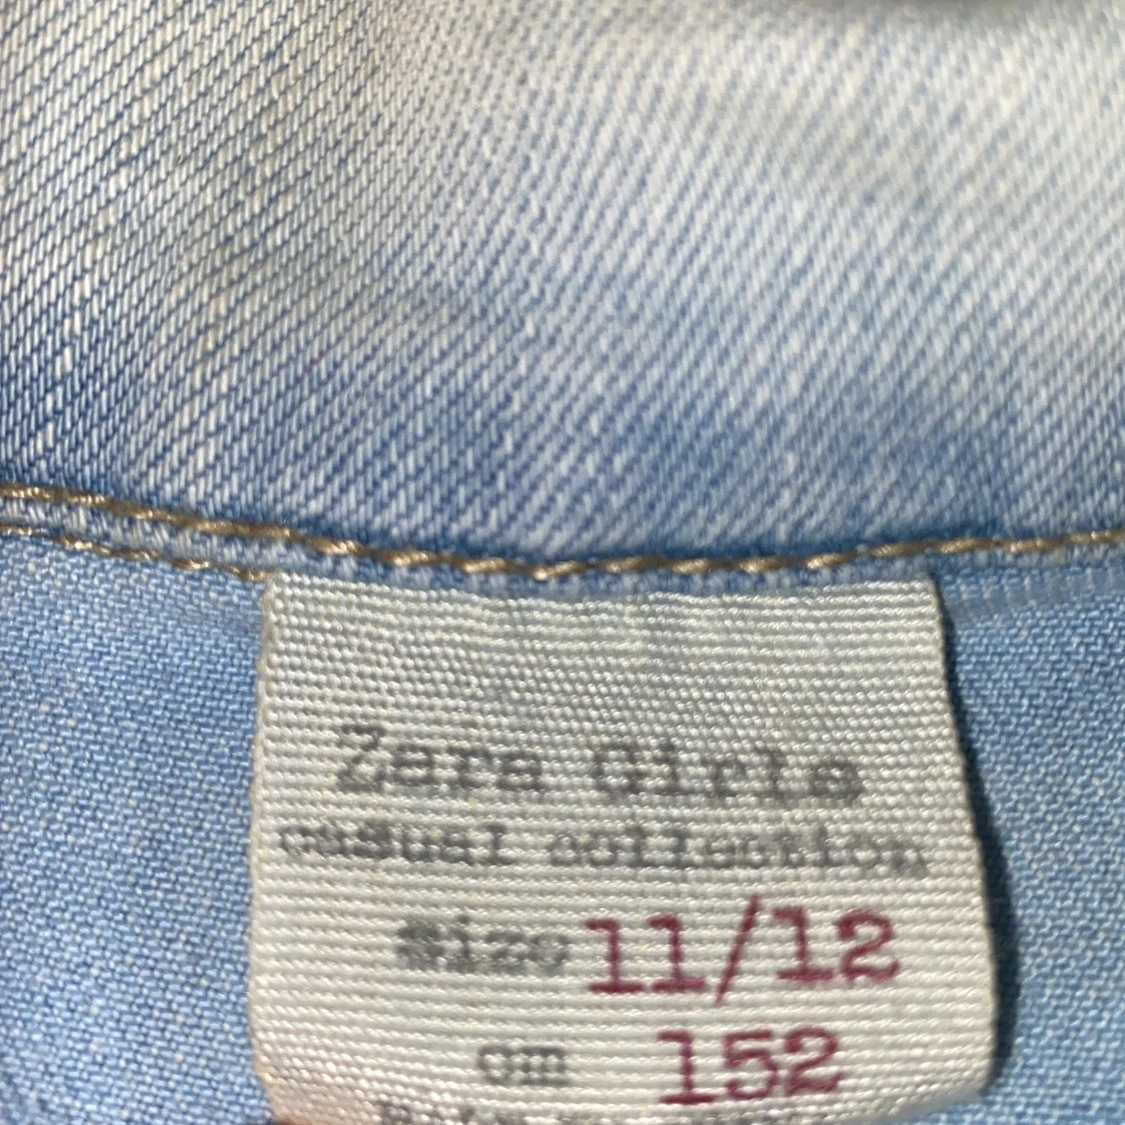 Zara Girls
casual collection
size 11/12
cm 152